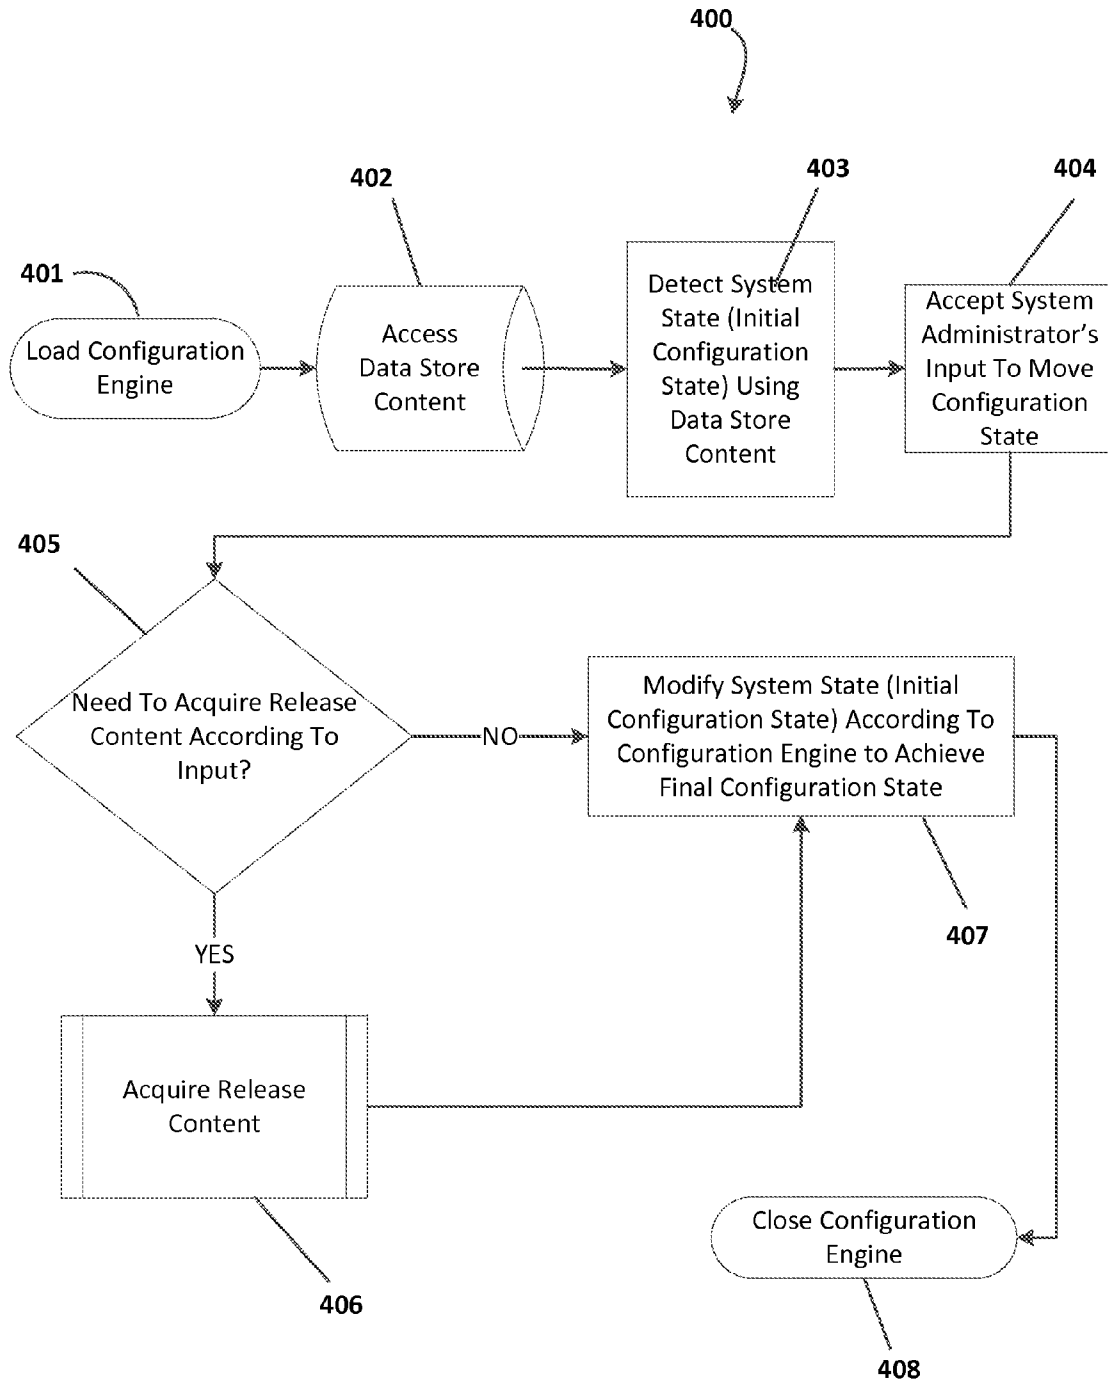 400
402
403
404
401
Load Configuration
Engine
Access
Data Store
Content
Detect System
State (Initial
Configuration
State) Using
Data Store
Content
Accept System
Administrator's
Input To Move
Configuration
State
405
Need To Acquire Release
Content According To
Input?
NO
Modify System State (Initial
Configuration State) According To
Configuration Engine to Achieve
Final Configuration State
407
YES
Acquire Release
Content
406
Close Configuration
Engine
408